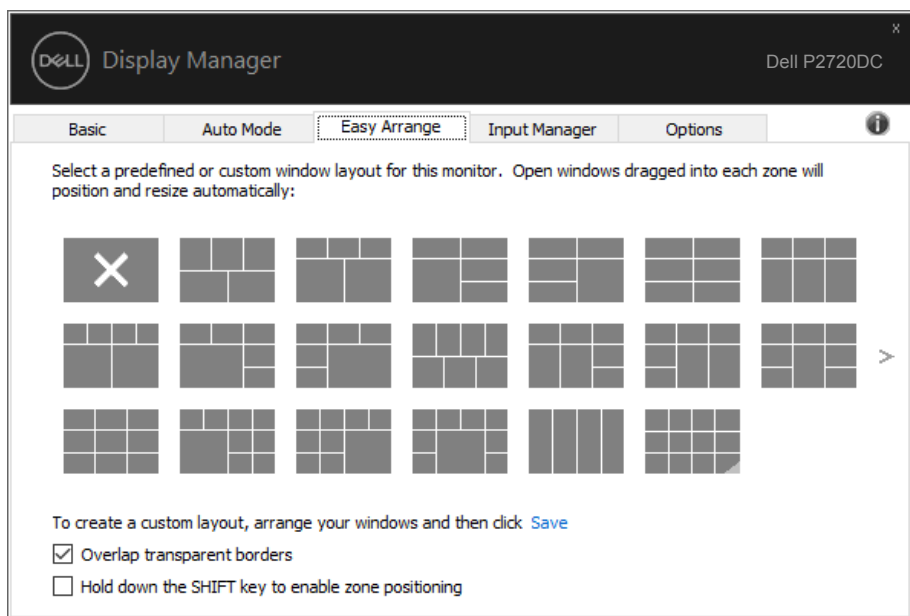 x
DELL Display Manager
Dell P2720DC
Basic Auto Mode Easy Arrange Input Manager Options
Select a predefined or custom window layout for this monitor. Open windows dragged into each zone will
position and resize automatically:
>
To create a custom layout, arrange your windows and then click Save
Overlap transparent borders
Hold down the SHIFT key to enable zone positioning